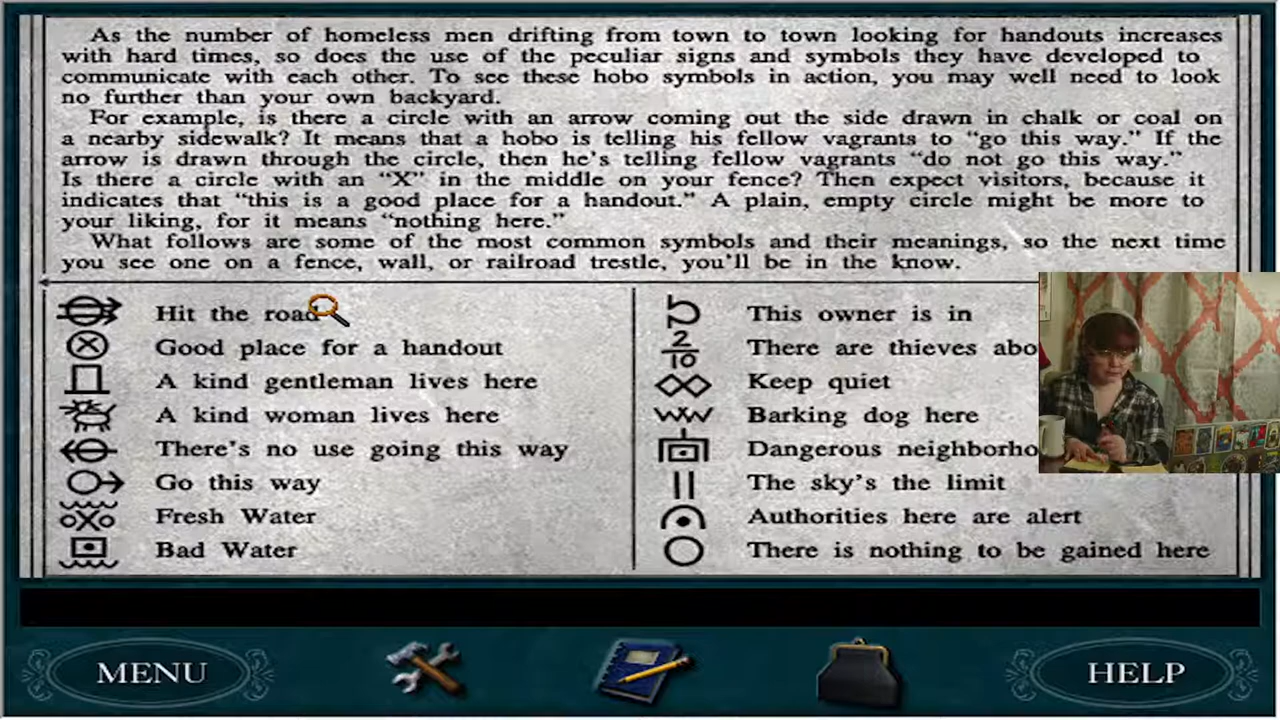 As the number of homeless men drifting from town to town looking for handouts increases
with hard times, so does the use of the peculiar signs and symbols they have developed to
communicate with each other. To see these hobo symbols in action, you may well need to look
no further than your own backyard.
For example, is there a circle with an arrow coming out the side drawn in chalk or coal on
a nearby sidewalk? It means that a hobo is telling his fellow vagrants to “go this way.” If the
arrow is drawn through the circle, then he's telling fellow vagrants “do not go this way.”
Is there a circle with an “X” in the middle on your fence? Then expect visitors, because it
indicates that “this is a good place for a handout.” A plain, empty circle might be more to
your liking, for it means “nothing here.”
What follows are some of the most common symbols and their meanings, so the next time
you see one on a fence, wall, or railroad trestle, you'll be in the know.
Hit the road
Good place for a handout
A kind gentleman lives here
A kind woman lives here
There's no use going this way
Go this way
Fresh Water
Bad Water
This owner is in
2/10 There are thieves
Keep quiet
Barking dog here
Dangerous
The sky's the limit
Authorities here are alert
There is nothing to be gained here
MENU
HELP